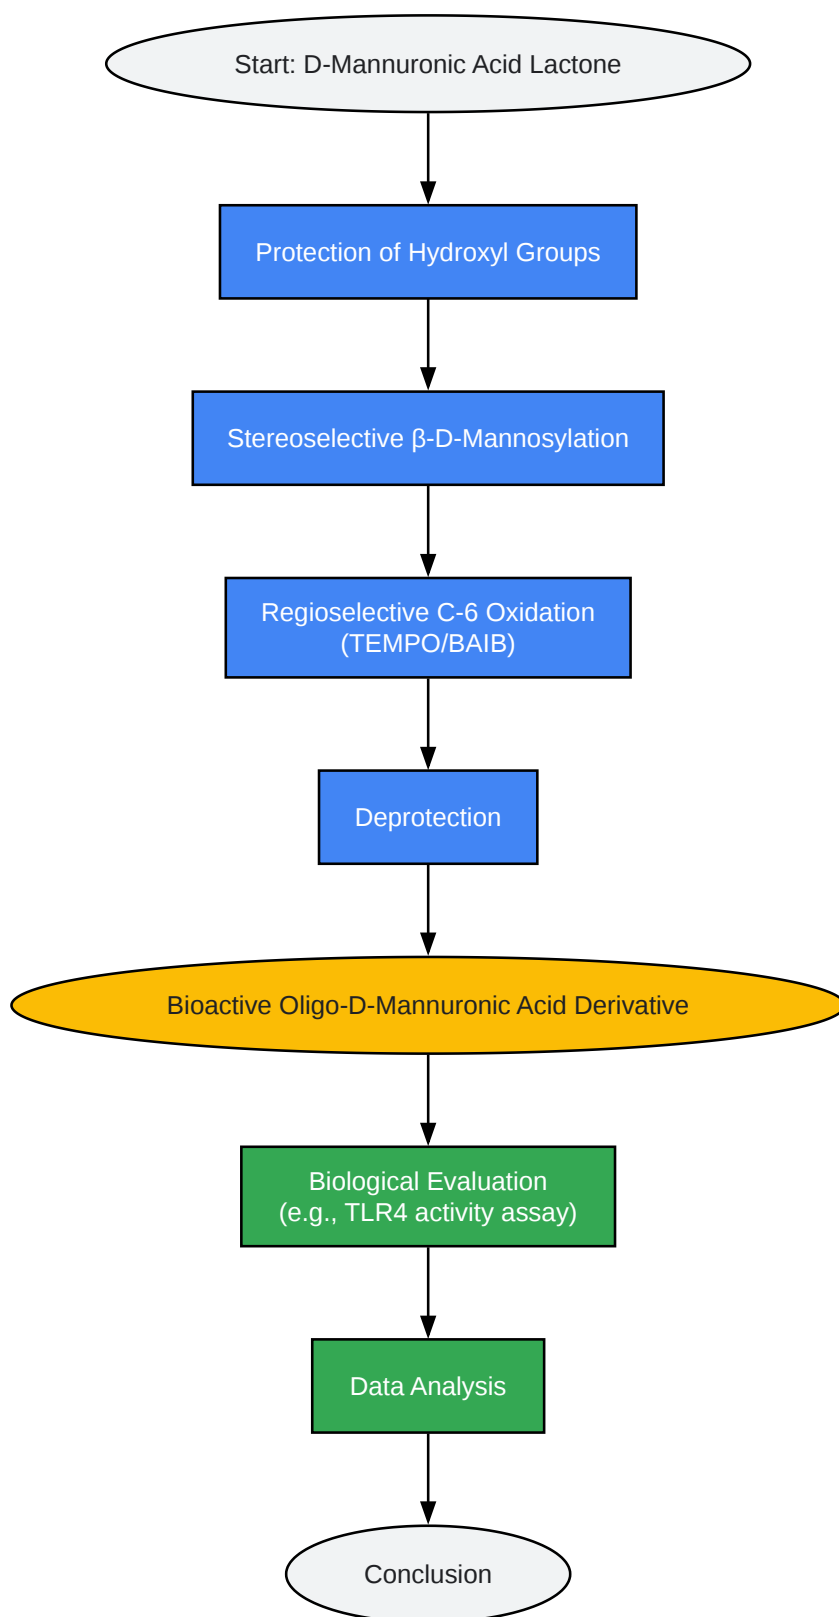 Start: D-Mannuronic Acid Lactone
Protection of Hydroxyl Groups
Stereoselective β-D-Mannosylation
Regioselective C-6 Oxidation
(TEMPO/BAIB)
Deprotection
Bioactive Oligo-D-Mannuronic Acid Derivative
Biological Evaluation
(e.g., TLR4 activity assay)
Data Analysis
Conclusion